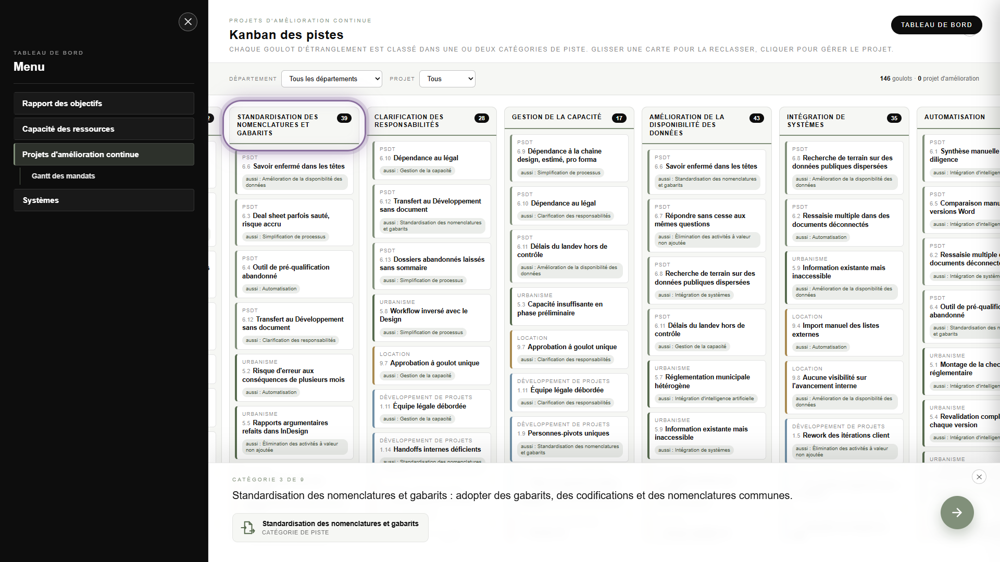 TABLEAU DE BORD
Menu
Rapport des objectifs
Capacité des ressources
Projets d'amélioration continue
Gantt des mandats
Systèmes
PROJETS D'AMÉLIORATION CONTINUE
Kanban des pistes
CHAQUE GOULOT D'ÉTRANGLEMENT EST CLASSÉ DANS UNE OU DEUX CATÉGORIES DE PISTE. GLISSER UNE CARTE POUR LA RECLASSER, CLIQUER POUR GÉRER LE PROJET.
TABLEAU DE BORD
DÉPARTEMENT
Tous les départements
PROJET
Tous
146 goulots · 0 projet d'amélioration
STANDARDISATION DES
NOMENCLATURES ET
GABARITS
39
PSDT
6.6 Savoir enfermé dans les têtes
aussi : Amélioration de la disponibilité des
données
PSDT
6.3 Deal sheet parfois sauté,
risque accru
aussi : Simplification de processus
PSDT
6.4 Outil de pré-qualification
abandonné
aussi : Automatisation
PSDT
6.12 Transfert au Développement
sans document
aussi : Clarification des responsabilités
URBANISME
5.2 Risque d'erreur aux
conséquences de plusieurs mois
aussi : Automatisation
URBANISME
5.5 Rapports argumentaires
refaits dans InDesign
aussi : Élimination des activités à valeur
non ajoutée
CLARIFICATION DES
RESPONSABILITÉS
28
PSDT
6.10 Dépendance au légal
aussi : Gestion de la capacité
PSDT
6.12 Transfert au Développement
sans document
aussi : Standardisation des nomenclatures
et gabarits
PSDT
6.13 Dossiers abandonnés laissés
sans sommaire
aussi : Simplification de processus
URBANISME
5.8 Workflow inversé avec le
Design
aussi : Simplification de processus
LOCATION
9.7 Approbation à goulot unique
aussi : Gestion de la capacité
DÉVELOPPEMENT DE PROJETS
1.11 Équipe légale débordée
aussi : Gestion de la capacité
DÉVELOPPEMENT DE PROJETS
1.14 Handoffs internes déficients
aussi : Standardisation des nomenclatures
GESTION DE LA CAPACITÉ
17
PSDT
6.9 Dépendance à la chaîne
design, estimé, pro forma
aussi : Simplification de processus
PSDT
6.10 Dépendance au légal
aussi : Clarification des responsabilités
PSDT
6.11 Délais du landev hors de
contrôle
aussi : Amélioration de la disponibilité des
données
URBANISME
5.3 Capacité insuffisante en
phase préliminaire
LOCATION
9.7 Approbation à goulot unique
aussi : Clarification des responsabilités
DÉVELOPPEMENT DE PROJETS
1.11 Équipe légale débordée
aussi : Clarification des responsabilités
DÉVELOPPEMENT DE PROJETS
1.9 Personnes-pivots uniques
aussi : Standardisation des nomenclatures
et gabarits
AMÉLIORATION DE LA
DISPONIBILITÉ DES
DONNÉES
43
PSDT
6.6 Savoir enfermé dans les têtes
aussi : Standardisation des nomenclatures
et gabarits
PSDT
6.7 Répondre sans cesse aux
mêmes questions
aussi : Élimination des activités à valeur
non ajoutée
PSDT
6.8 Recherche de terrain sur des
données publiques dispersées
aussi : Intégration de systèmes
PSDT
6.11 Délais du landev hors de
contrôle
aussi : Gestion de la capacité
URBANISME
5.7 Réglementation municipale
hétérogène
aussi : Intégration d'intelligence artificielle
URBANISME
5.9 Information existante mais
inaccessible
aussi : Intégration de systèmes
INTÉGRATION DE
SYSTÈMES
35
PSDT
6.8 Recherche de terrain sur des
données publiques dispersées
aussi : Amélioration de la disponibilité des
données
PSDT
6.2 Ressaisie multiple dans des
documents déconnectés
aussi : Automatisation
URBANISME
5.9 Information existante mais
inaccessible
aussi : Amélioration de la disponibilité des
données
LOCATION
9.4 Import manuel des listes
externes
aussi : Automatisation
LOCATION
9.8 Aucune visibilité sur
l'avancement interne
aussi : Amélioration de la disponibilité des
données
DÉVELOPPEMENT DE PROJETS
1.5 Rework des itérations client
aussi : Élimination des activités à valeur
non ajoutée
AUTOMATISATION
PSDT
6.1 Synthèse manuelle
diligence
aussi : Intégration
PSDT
6.5 Comparaison
versions Word
aussi : Intégration
PSDT
6.2 Ressaisie multiple
documents
aussi : Intégration de
PSDT
6.4 Outil de
abandonné
aussi : Standardisation des
et gabarits
URBANISME
5.1 Montage de la
réglementaire
aussi : Intégration
URBANISME
5.4 Revalidation
chaque version
aussi : Intégration
URBANISME
CATÉGORIE 3 DE 9
Standardisation des nomenclatures et gabarits : adopter des gabarits, des codifications et des nomenclatures communes.
Standardisation des nomenclatures et gabarits
CATÉGORIE DE PISTE